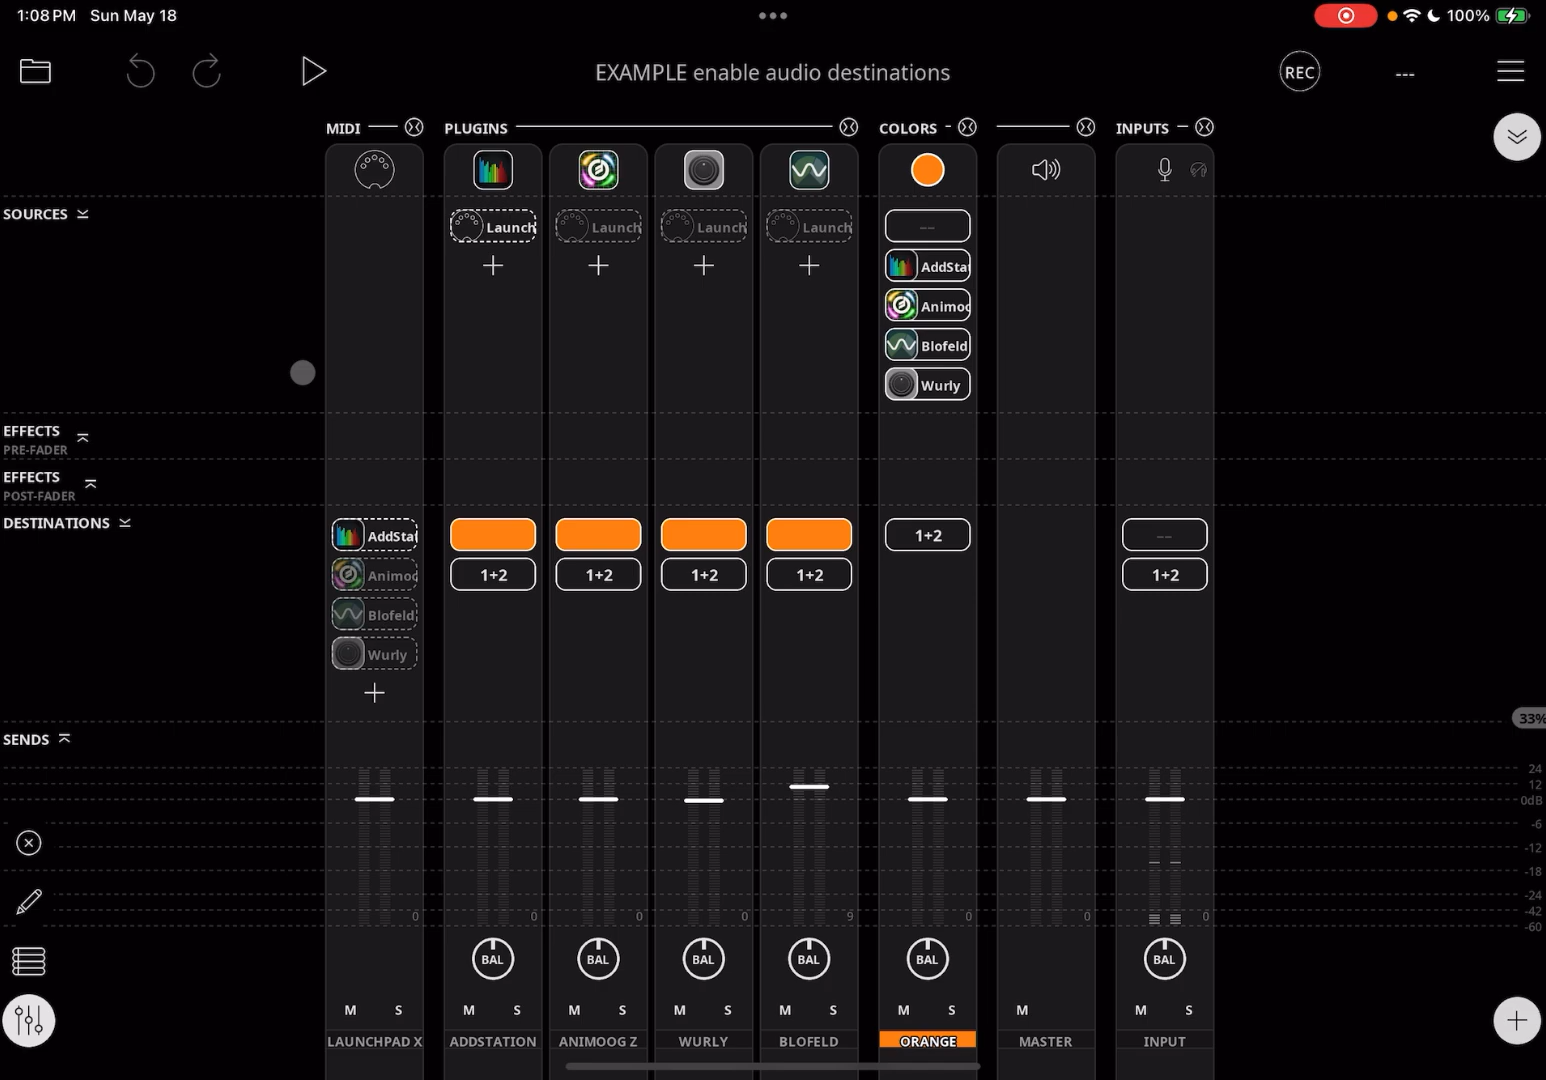 1:08 PM Sun May 18
100%
EXAMPLE enable audio destinations
REC
---
MIDI
PLUGINS
COLORS
INPUTS
SOURCES
Launch
Launch
Launch
Launch
--
AddStat
Animoo
Blofeld
Wurly
EFFECTS
PRE-FADER
EFFECTS
POST-FADER
DESTINATIONS
AddStat
Animoo
Blofeld
Wurly
1+2
1+2
1+2
1+2
1+2
--
1+2
SENDS
33%
24
12
0dB
-6
-12
-18
-24
-42
-60
0 0 0 0 9 0 0 0
BAL BAL BAL BAL BAL BAL
M S M S M S M S M S M S M M S
LAUNCHPAD X ADDSTATION ANIMOOG Z WURLY BLOFELD ORANGE MASTER INPUT